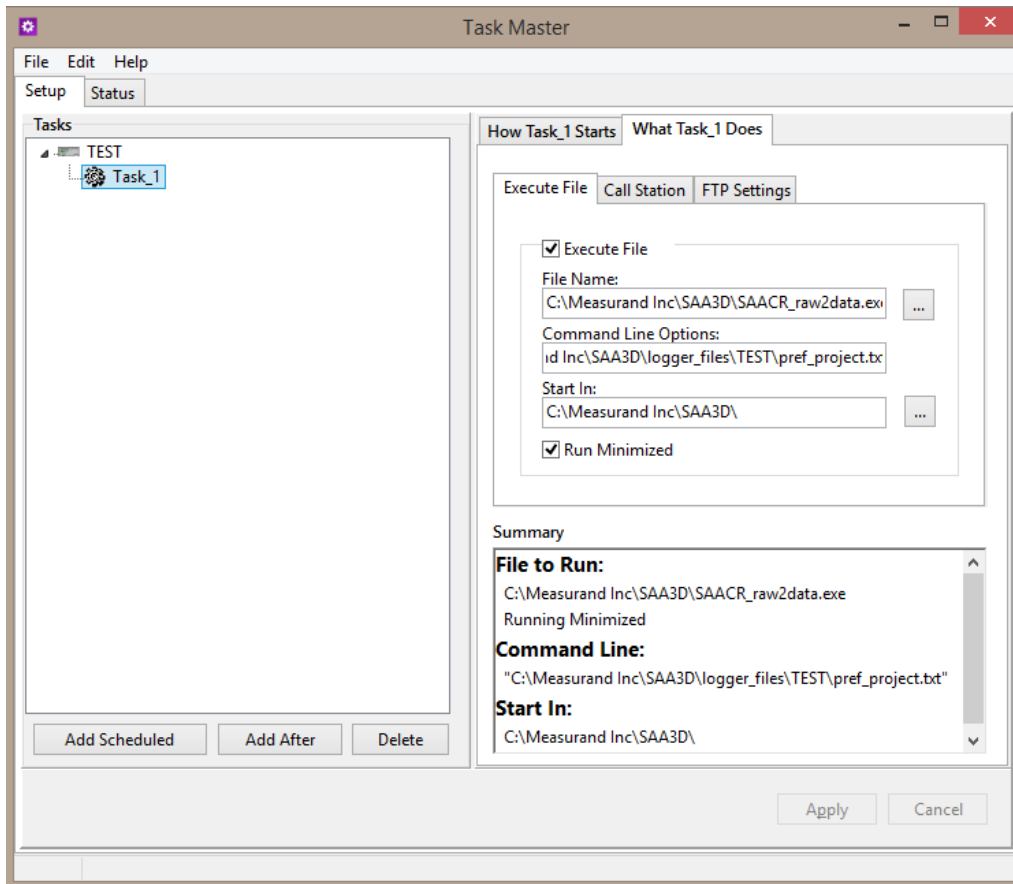 Task Master
File Edit Help
Setup Status
Tasks
TEST
Task_1
Add Scheduled Add After Delete
How Task_1 Starts What Task_1 Does
Execute File Call Station FTP Settings
Execute File
File Name:
C:\Measurand Inc\SAA3D\SAACR_raw2data.ex
...
Command Line Options:
d Inc\SAA3D\logger_files\TEST\pref_project.tx
Start In:
C:\Measurand Inc\SAA3D\
...
Run Minimized
Summary
File to Run:
C:\Measurand Inc\SAA3D\SAACR_raw2data.exe
Running Minimized
Command Line:
"C:\Measurand Inc\SAA3D\logger_files\TEST\pref_project.txt"
Start In:
C:\Measurand Inc\SAA3D\
Apply Cancel